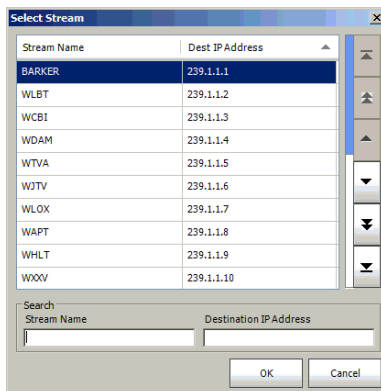 Select Stream
Stream Name Dest IP Address
BARKER 239.1.1.1
WLBT 239.1.1.2
WCBI 239.1.1.3
WDAM 239.1.1.4
WTVA 239.1.1.5
WJTV 239.1.1.6
WLOX 239.1.1.7
WAPT 239.1.1.8
WHLT 239.1.1.9
WXXV 239.1.1.10
Search
Stream Name Destination IP Address
OK Cancel